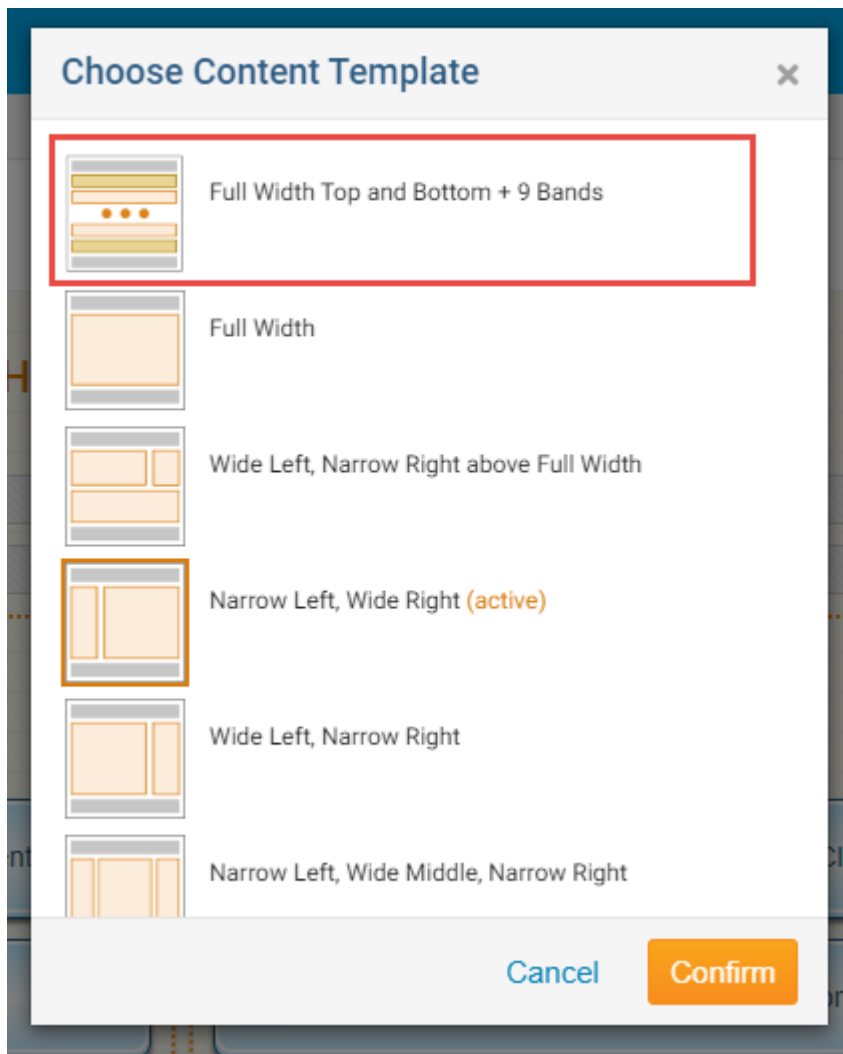 Choose Content Template ×
Full Width Top and Bottom + 9 Bands
Full Width
H
Wide Left, Narrow Right above Full Width
Narrow Left, Wide Right (active)
Wide Left, Narrow Right
ent
Narrow Left, Wide Middle, Narrow Right
Cancel
Confirm